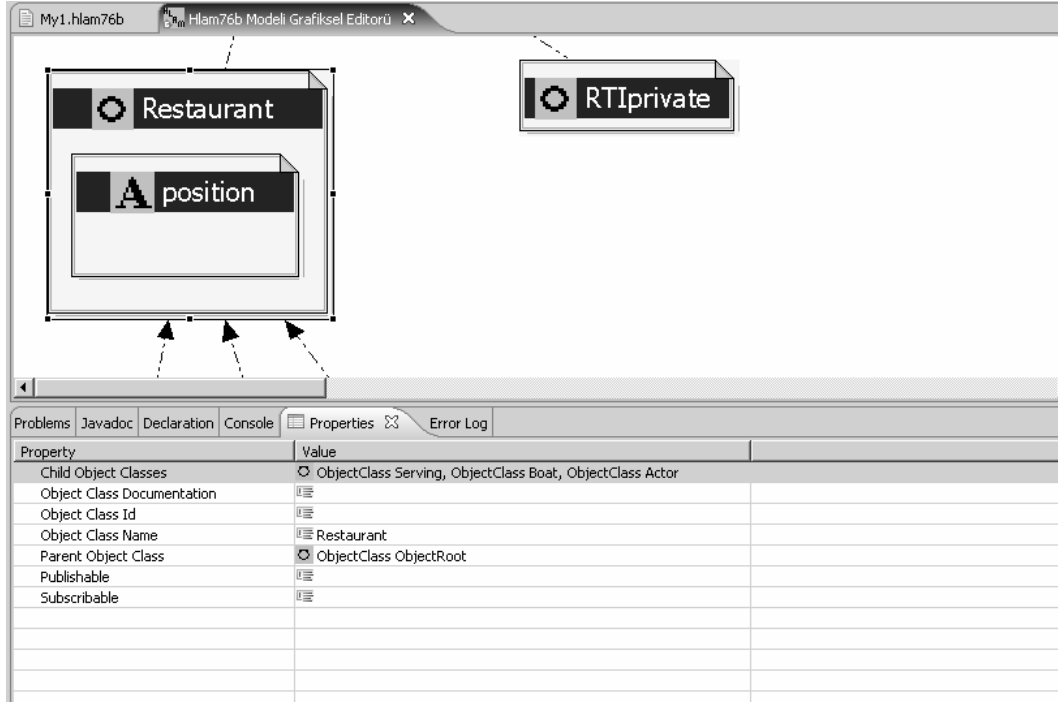 My1.hlam76b
Hlam76b Modeli Grafiksel Editorü
Restaurant
RTIprivate
A position
Problems Javadoc Declaration Console Properties Error Log
Property Value
Child Object Classes ObjectClass Serving, ObjectClass Boat, ObjectClass Actor
Object Class Documentation
Object Class Id
Object Class Name Restaurant
Parent Object Class ObjectClass ObjectRoot
Publishable
Subscribable